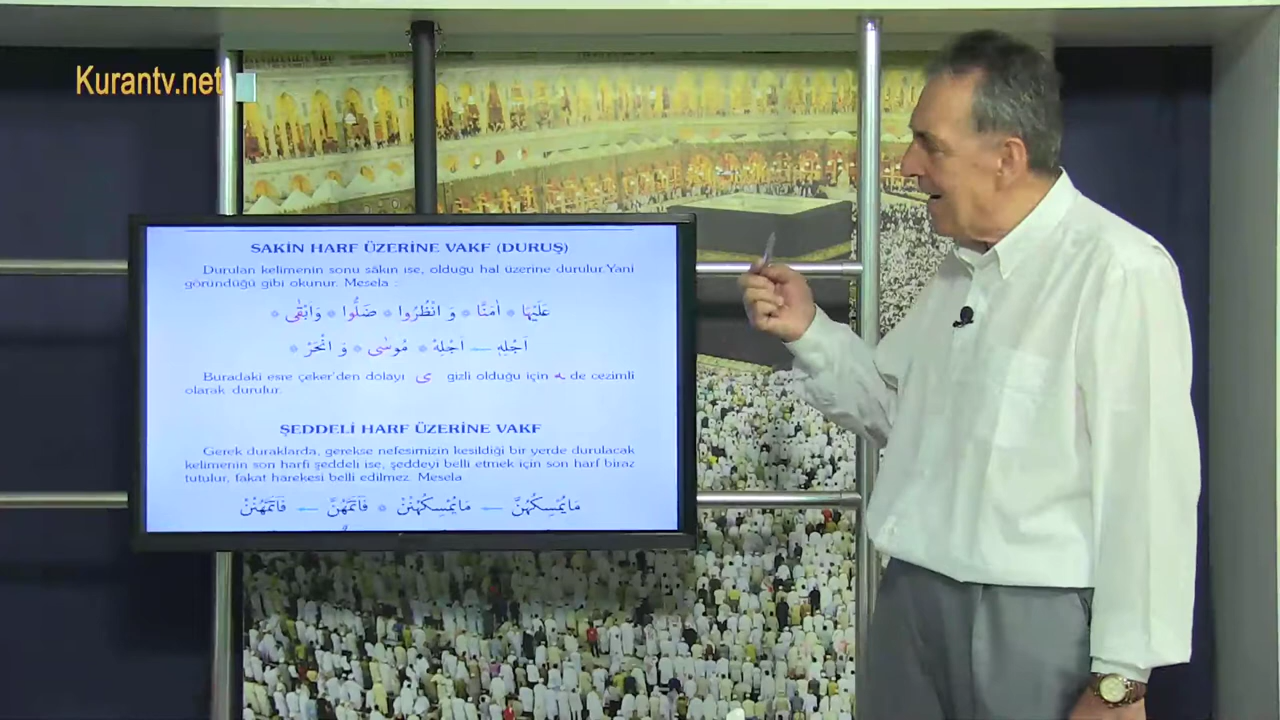 Kurantv.net
SAKİN HARF ÜZERİNE VAKF (DURUŞ)
Durulan kelimenin sonu sâkin ise, olduğu hal üzerine durulur. Yani
göründüğü gibi okunur. Mesela :
عَلَيْهَا * اٰمَنَّا * وَ انْظُرُوا * ضَلُّوا * وَاَبْقٰى *
اَجْلِهٖ ← اَجْلِهْ * مُوسٰى * وَ انْحَرْ *
Buradaki esre çeker'den dolayı ى gizli olduğu için ه de cezimli
olarak durulur.
ŞEDDELİ HARF ÜZERİNE VAKF
Gerek duraklarda, gerekse nefesimizin kesildiği bir yerde durulacak
kelimenin son harfi şeddeli ise, şeddeyi belli etmek için son harf biraz
tutulur, fakat harekesi belli edilmez. Mesela
مَايُمْسِكُهُنَّ ← مَايُمْسِكُهُنْنْ * فَاَتَمَّهُنَّ ← فَاَتَمَّهُنْنْ